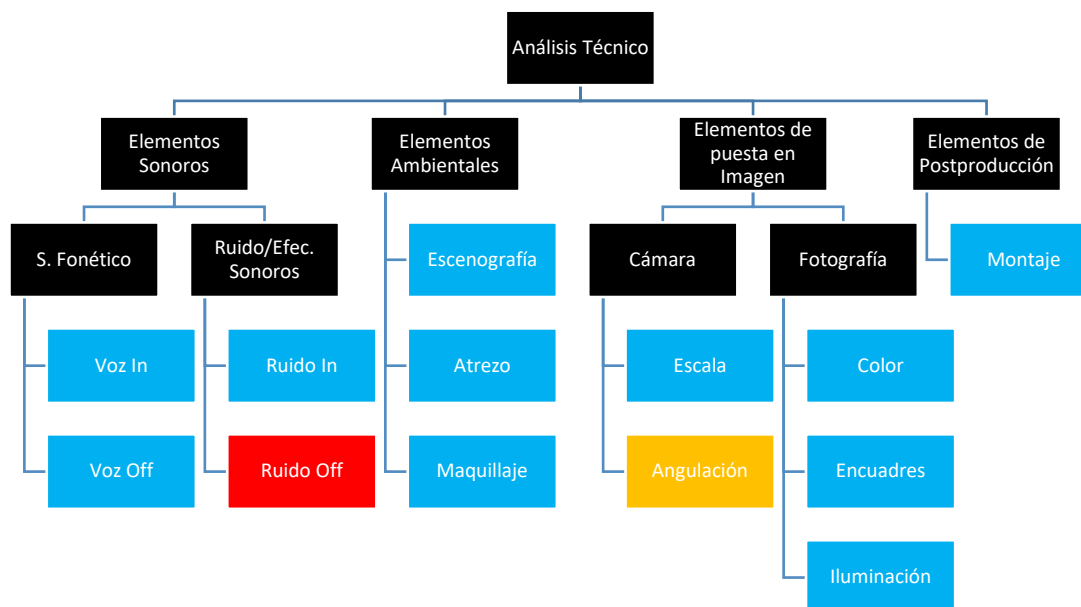 Análisis Técnico
Elementos
Sonoros
Elementos
Ambientales
Elementos de
puesta en
Imagen
Elementos de
Postproducción
S. Fonético
Ruido/Efec.
Sonoros
Escenografía
Cámara
Fotografía
Montaje
Voz In
Ruido In
Atrezo
Escala
Color
Voz Off
Ruido Off
Maquillaje
Angulación
Encuadres
Iluminación